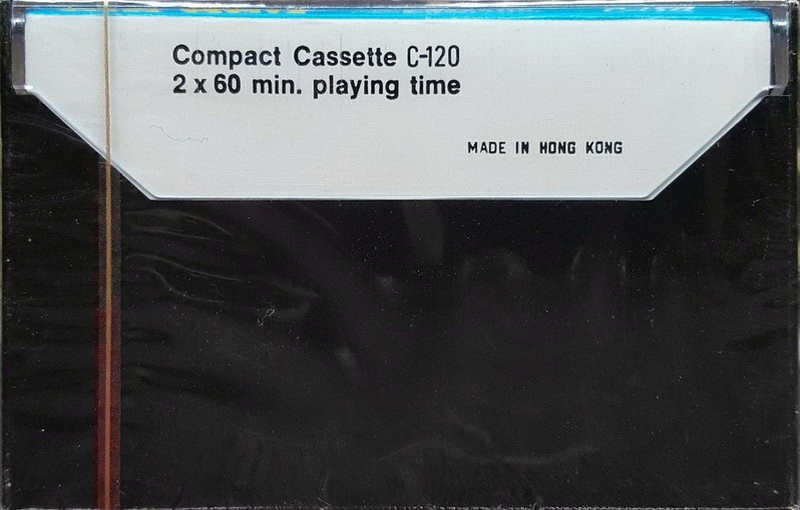 Compact Cassette C-120
2 x 60 min. playing time
MADE IN HONG KONG